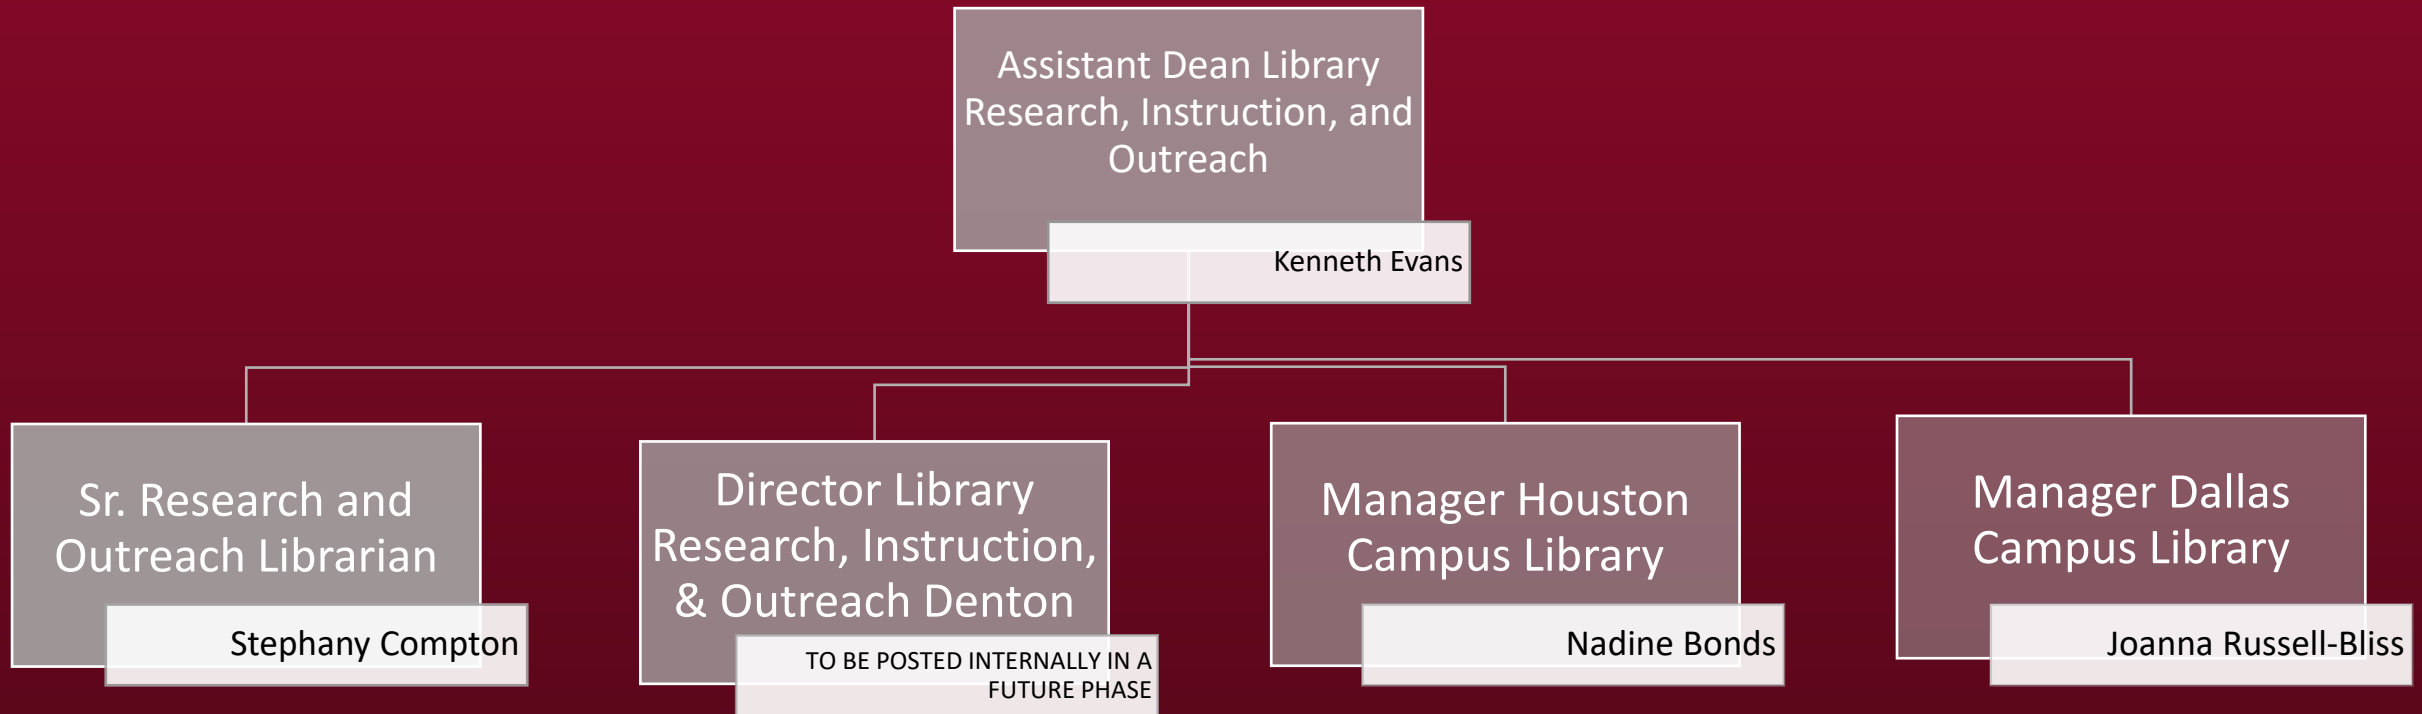 Assistant Dean Library
Research, Instruction, and
Outreach
Kenneth Evans
Sr. Research and
Outreach Librarian
Stephany Compton
Director Library
Research, Instruction,
& Outreach Denton
TO BE POSTED INTERNALLY IN A
FUTURE PHASE
Manager Houston
Campus Library
Nadine Bonds
Manager Dallas
Campus Library
Joanna Russell-Bliss